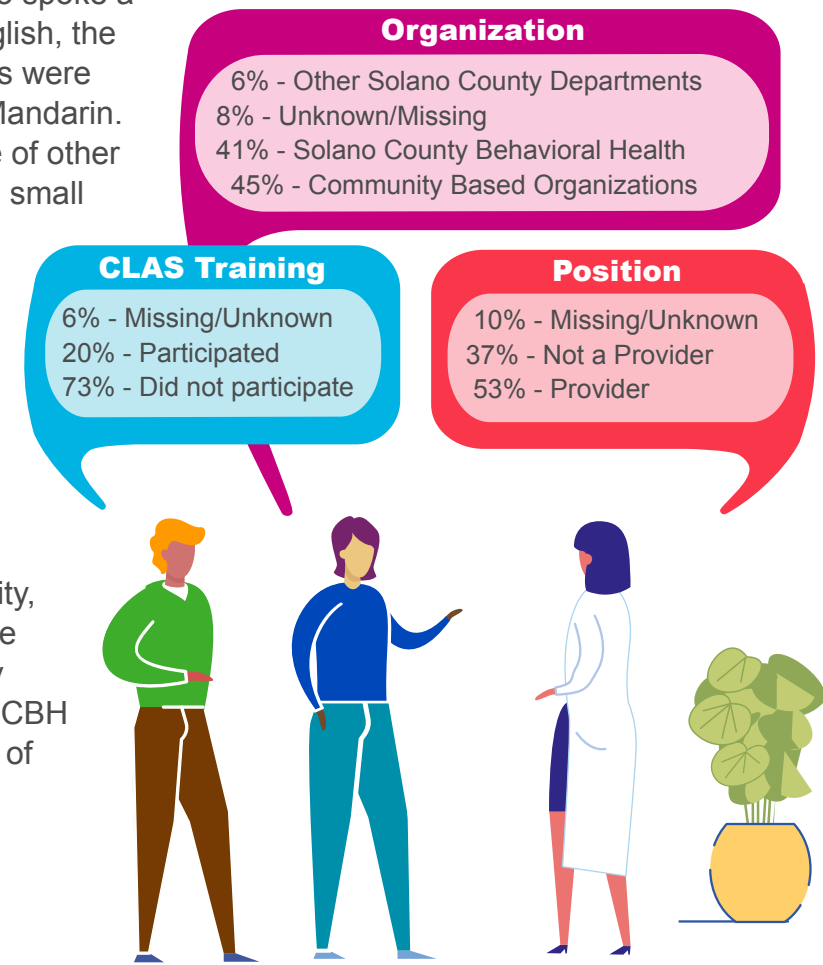 spoke a
glish, the
s were
Mandarin.
e of other
small
Organization
6% - Other Solano County Departments
8% - Unknown/Missing
41% - Solano County Behavioral Health
45% - Community Based Organizations
CLAS Training
6% - Missing/Unknown
20% - Participated
73% - Did not participate
Position
10% - Missing/Unknown
37% - Not a Provider
53% - Provider
ity,
e
CBH
of